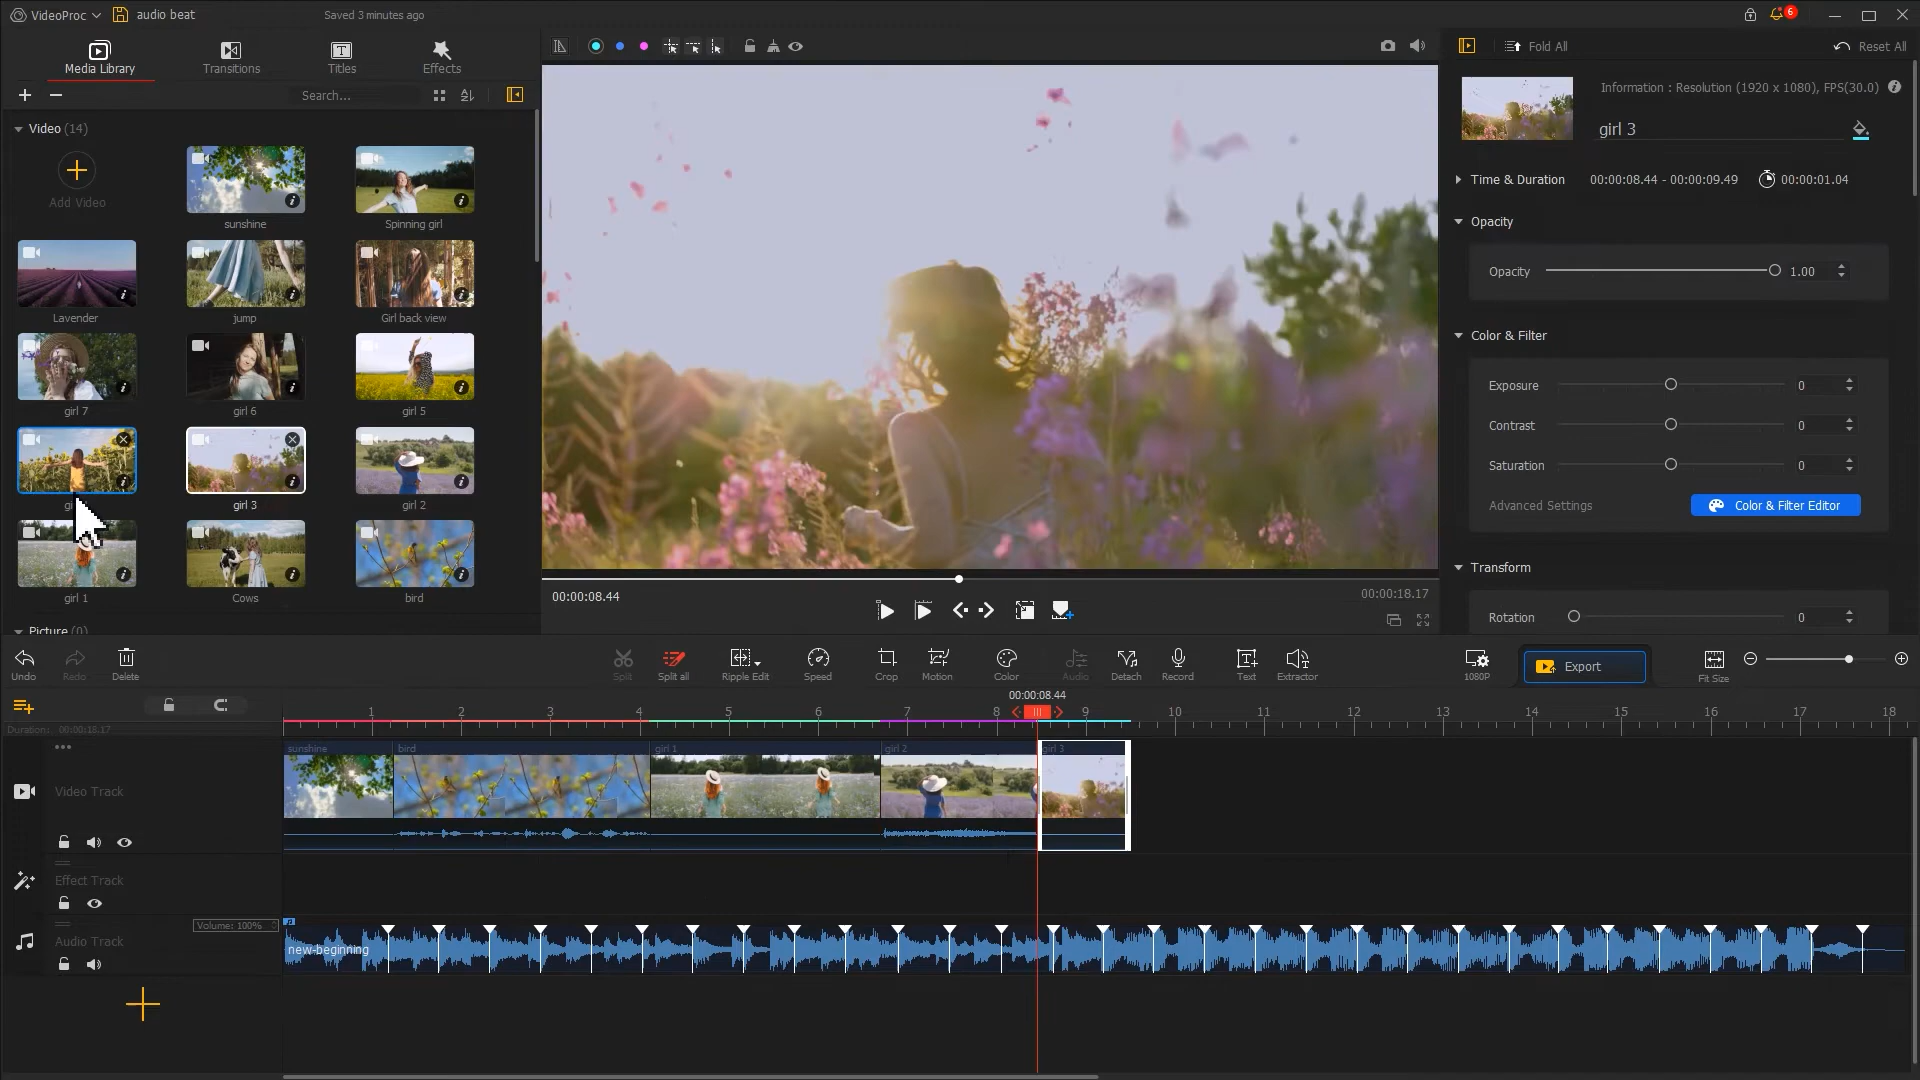 VideoProc
audio beat
Saved 3 minutes ago
6
Media Library
Transitions
Titles
Effects
Fold All
Reset All
Search...
Information : Resolution (1920 x 1080), FPS(30.0)
girl 3
Video (14)
Add Video
sunshine
Spinning girl
Lavender
jump
Girl back view
girl 7
girl 6
girl 5
girl 3
girl 2
girl 1
Cows
bird
Picture (0)
Time & Duration
00:00:08.44 - 00:00:09.49
00:00:01.04
Opacity
Opacity
1.00
Color & Filter
Exposure
0
Contrast
0
Saturation
0
Advanced Settings
Color & Filter Editor
Transform
Rotation
0
00:00:08.44
00:00:18.17
Undo
Redo
Delete
Split
Split all
Ripple Edit
Speed
Crop
Motion
Color
Audio
Detach
Record
Text
Extractor
1080P
Export
Fit Size
00:00:08.44
1 2 3 4 5 6 7 8 9 10 11 12 13 14 15 16 17 18
Duration: 00:00:18.17
sunshine
bird
girl 1
girl 2
girl 3
Video Track
Effect Track
Volume: 100%
Audio Track
new-beginning